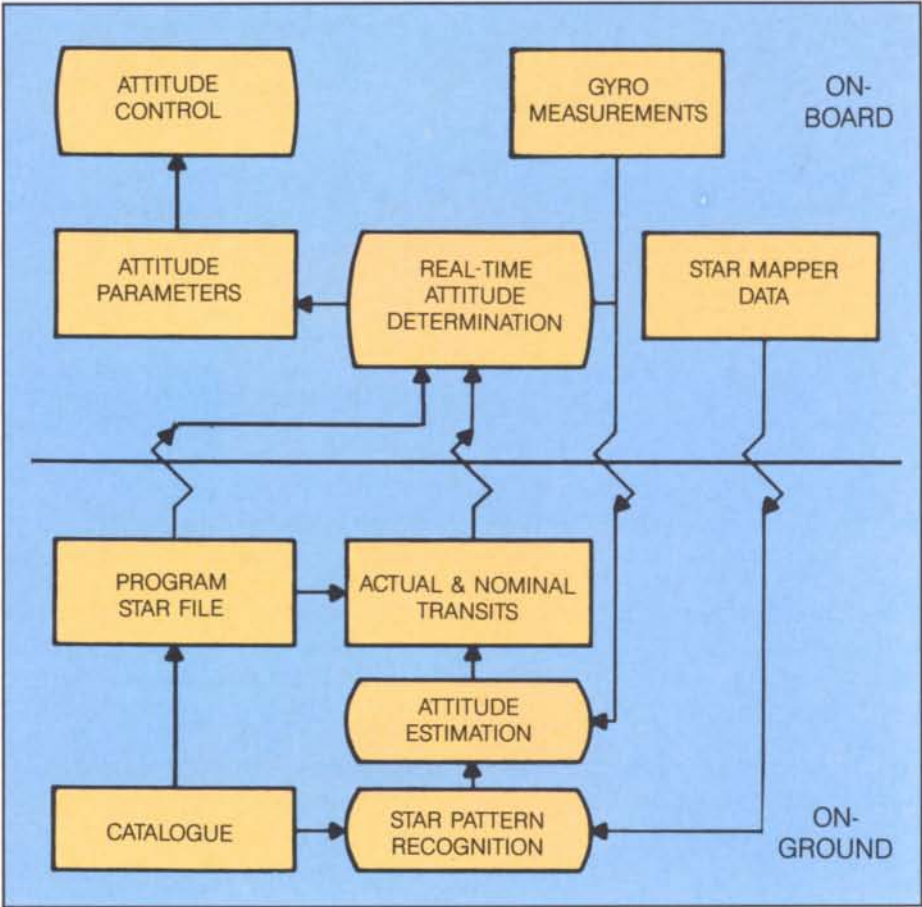 ATTITUDE
CONTROL
GYRO
MEASUREMENTS
ON-
BOARD
ATTITUDE
PARAMETERS
REAL-TIME
ATTITUDE
DETERMINATION
STAR MAPPER
DATA
PROGRAM
STAR FILE
ACTUAL & NOMINAL
TRANSITS
ATTITUDE
ESTIMATION
CATALOGUE
STAR PATTERN
RECOGNITION
ON-
GROUND